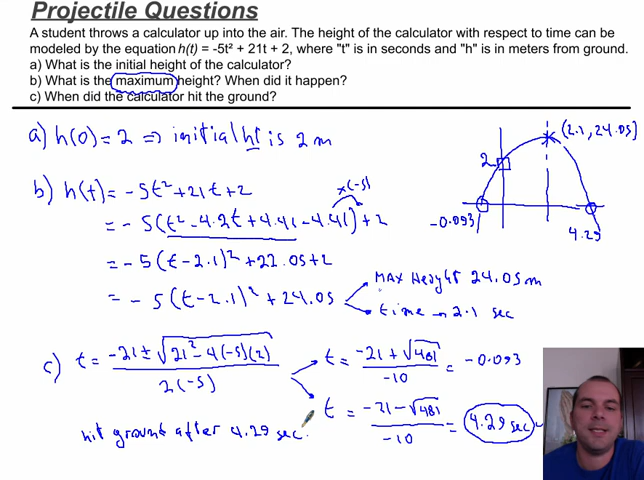 Projectile Questions
A student throws a calculator up into the air. The height of the calculator with respect to time can be
modeled by the equation h(t) = -5t² + 21t + 2, where "t" is in seconds and "h" is in meters from ground.
a) What is the initial height of the calculator?
b) What is the maximum height? When did it happen?
c) When did the calculator hit the ground?
a) h(0) = 2 ⇒ initial ht is 2 m
(2.1, 24.05)
2
-0.093
4.29
b) h(t) = -5t² + 21t + 2
x(-5)
= -5(t² - 4.2t + 4.41 - 4.41) + 2
= -5(t - 2.1)² + 22.05 + 2
= -5(t - 2.1)² + 24.05
MAX Height 24.05 m
time → 2.1 sec
c) t = -21 ± √21² - 4(-5)(2) / 2(-5)
t = -21 + √481 / -10 = -0.093
t = -21 - √481 / -10 = 4.29 sec
hit ground after 4.29 sec.